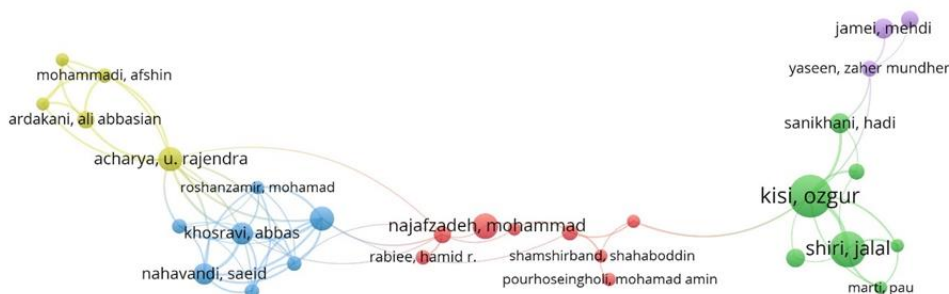 jamei, mehdi
mohammadi, afshin
yaseen, zaher mundher
ardakani, ali abbasian
sanikhani, hadi
acharya, u. rajendra
roshanzamir, mohamad
kisi, ozgur
khosravi, abbas
najafzadeh, mohammad
shiri, jalal
rabiee, hamid r.
shamshirband, shahaboddin
nahavandi, saeid
pourhoseingholi, mohamad amin
marti, pau